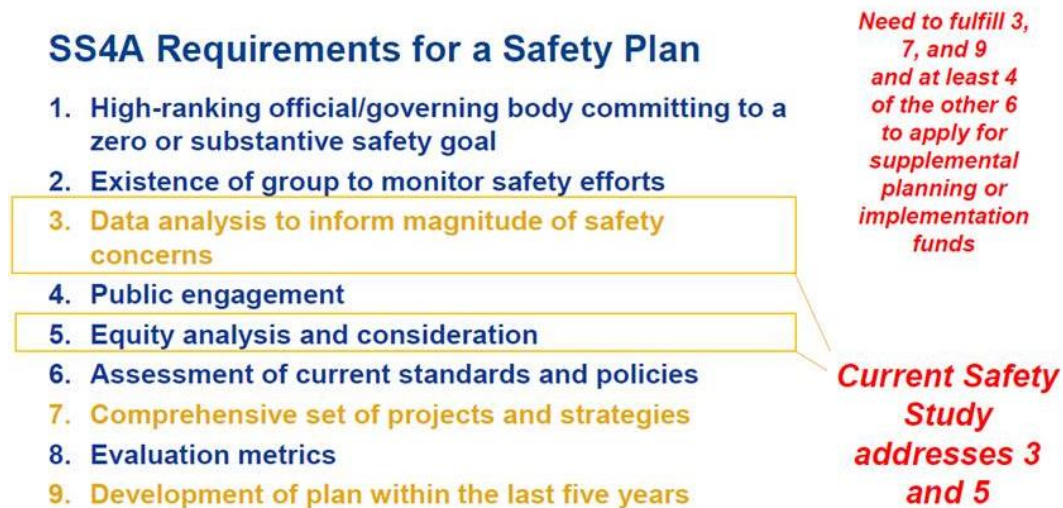 SS4A Requirements for a Safety Plan
1. High-ranking official/governing body committing to a
zero or substantive safety goal
2. Existence of group to monitor safety efforts
3. Data analysis to inform magnitude of safety
concerns
4. Public engagement
5. Equity analysis and consideration
6. Assessment of current standards and policies
7. Comprehensive set of projects and strategies
8. Evaluation metrics
9. Development of plan within the last five years
Need to fulfill 3,
7, and 9
and at least 4
of the other 6
to apply for
supplemental
planning or
implementation
funds
Current Safety
Study
addresses 3
and 5